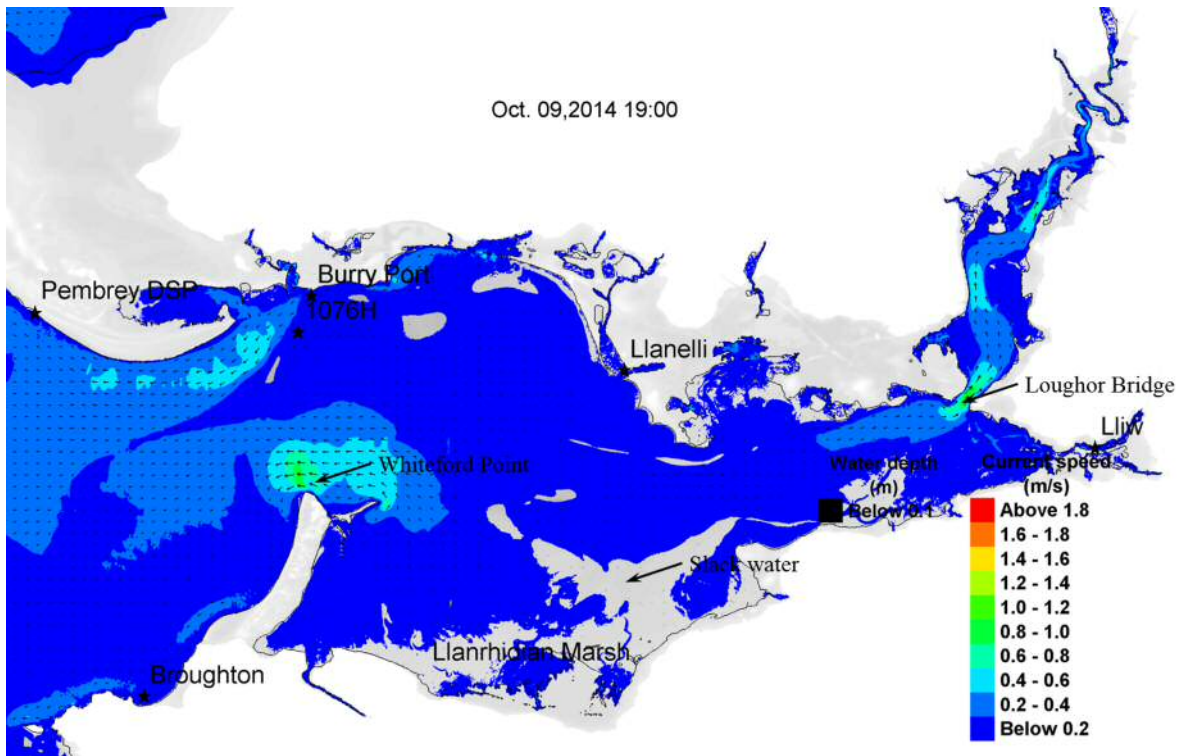 Oct. 09,2014 19:00
Pembrey DSP
Burry Port
1076H
Llanelli
Loughor Bridge
Lliw
Whiteford Point
Slack water
Llanrhidian Marsh
Broughton
Water depth
(m)
Below 0.1
Current speed
(m/s)
Above 1.8
1.6 - 1.8
1.4 - 1.6
1.2 - 1.4
1.0 - 1.2
0.8 - 1.0
0.6 - 0.8
0.4 - 0.6
0.2 - 0.4
Below 0.2